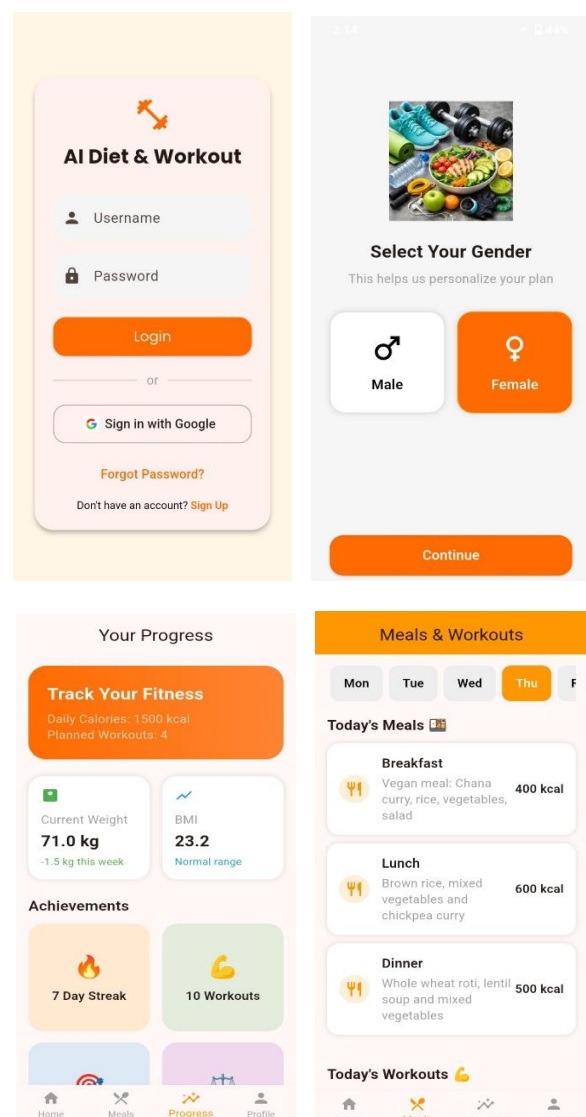 AI Diet & Workout
Username
Password
Login
or
Sign in with Google
Forgot Password?
Don't have an account? Sign Up
2:14
44%
Select Your Gender
This helps us personalize your plan
Male
Female
Continue
Your Progress
Track Your Fitness
Daily Calories: 1500 kcal
Planned Workouts: 4
Current Weight
71.0 kg
-1.5 kg this week
BMI
23.2
Normal range
Achievements
7 Day Streak
10 Workouts
Home
Meals
Progress
Profile
Meals & Workouts
Mon
Tue
Wed
Thu
F
Today's Meals
Breakfast
Vegan meal: Chana
curry, rice, vegetables,
salad
400 kcal
Lunch
Brown rice, mixed
vegetables and
chickpea curry
600 kcal
Dinner
Whole wheat roti, lentil
soup and mixed
vegetables
500 kcal
Today's Workouts